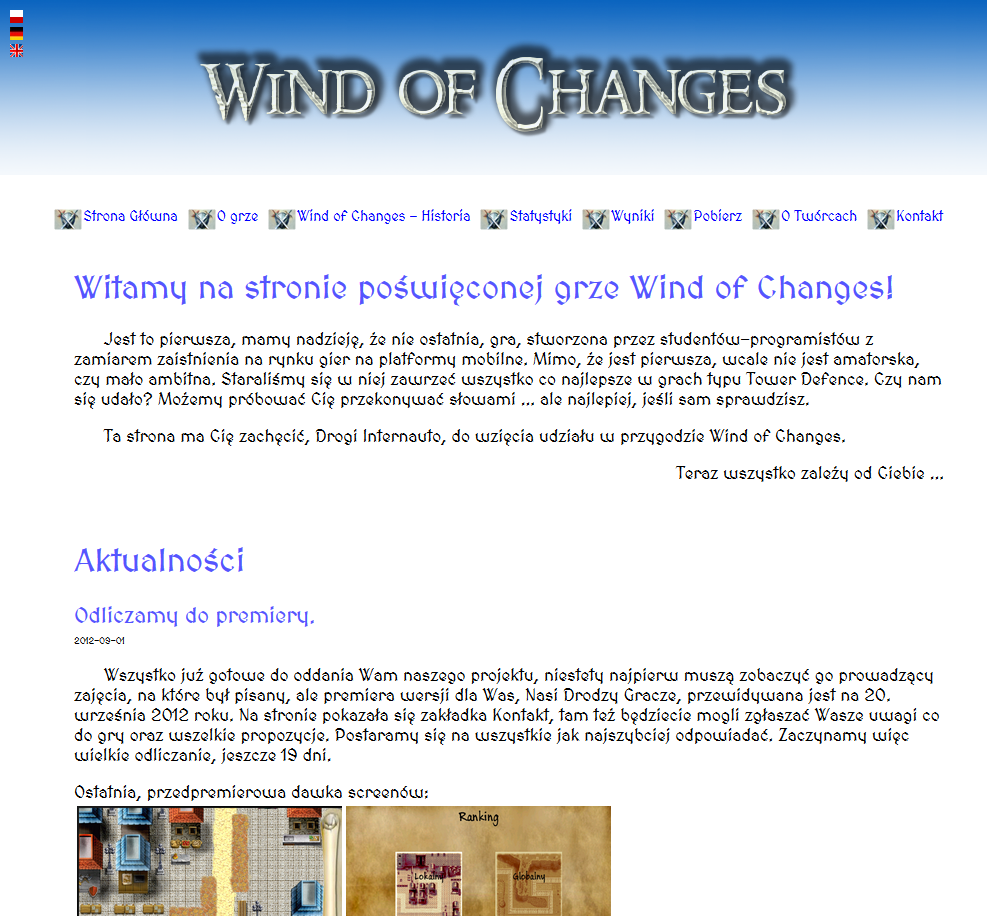 Wind of Changes
Strona Główna O grze Wind of Changes - Historia Statystyki Wyniki Pobierz O Twórcach Kontakt
Witamy na stronie poświęconej grze Wind of Changes!
Jest to pierwsza, mamy nadzieję, że nie ostatnia, gra, stworzona przez studentów-programistów z
zamiarem zaistnienia na rynku gier na platformy mobilne. Mimo, że jest pierwsza, wcale nie jest amatorska,
czy mało ambitna. Staraliśmy się w niej zawrzeć wszystko co najlepsze w grach typu Tower Defence. Czy nam
się udało? Możemy próbować Cię przekonywać słowami ... ale najlepiej, jeśli sam sprawdzisz.
Ta strona ma Cię zachęcić, Drogi Internauto, do wzięcia udziału w przygodzie Wind of Changes.
Teraz wszystko zależy od Ciebie ...
Aktualności
Odliczamy do premiery.
2012-09-01
Wszystko już gotowe do oddania Wam naszego projektu, niestety najpierw muszą zobaczyć go prowadzący
zajęcia, na które był pisany, ale premiera wersji dla Was, Nasi Drodzy Gracze, przewidywana jest na 20.
września 2012 roku. Na stronie pokazała się zakładka Kontakt, tam też będziecie mogli zgłaszać Wasze uwagi co
do gry oraz wszelkie propozycje. Postaramy się na wszystkie jak najszybciej odpowiadać. Zaczynamy więc
wielkie odliczanie, jeszcze 19 dni.
Ostatnia, przedpremierowa dawka screenów:
Ranking
Lokalny Globalny